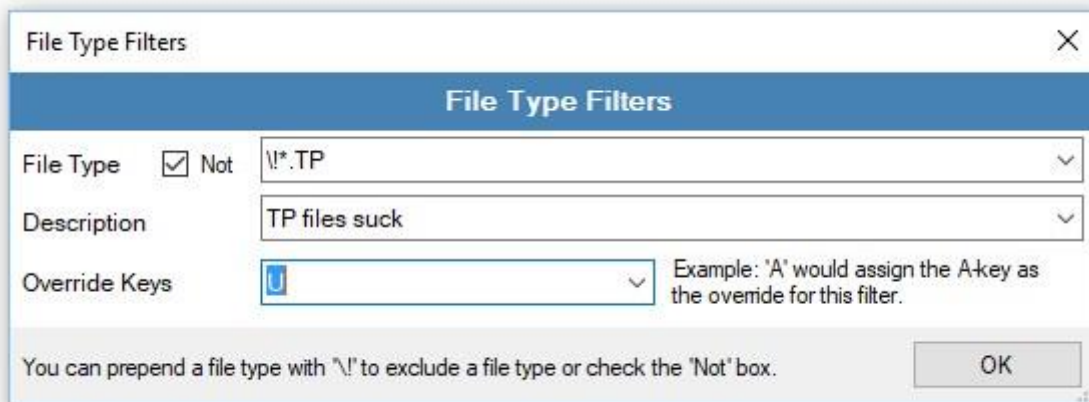 File Type Filters
File Type Filters
File Type Not \!*.TP
Description TP files suck
Override Keys U Example: 'A' would assign the A-key as
the override for this filter.
You can prepend a file type with '\!' to exclude a file type or check the 'Not' box. OK